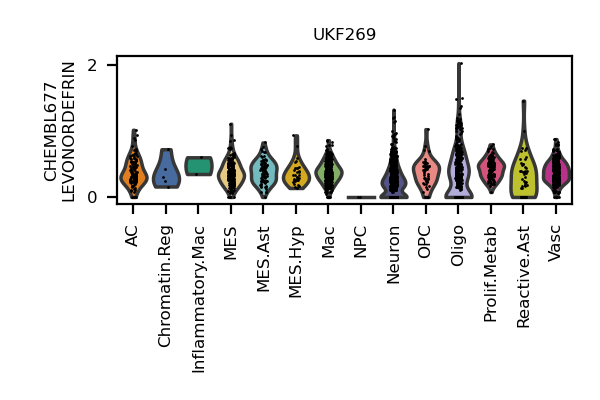 UKF269
CHEMBL677
LEVONORDEFRIN
2
0
AC
Chromatin.Reg
Inflammatory.Mac
MES
MES.Ast
MES.Hyp
Mac
NPC
Neuron
OPC
Oligo
Prolif.Metab
Reactive.Ast
Vasc